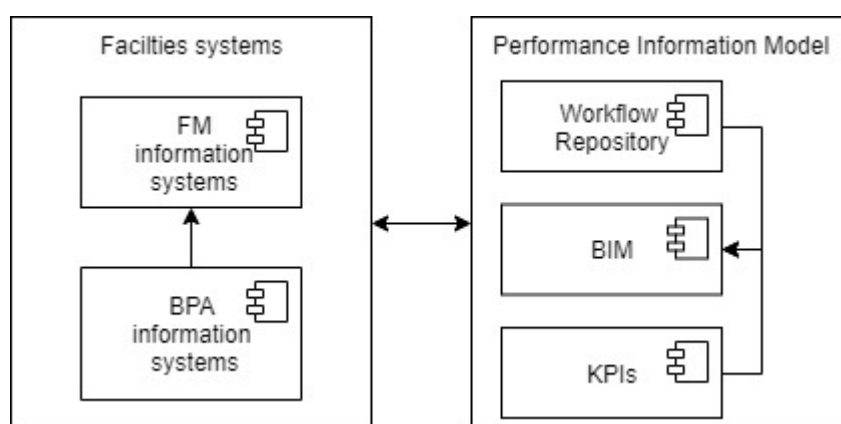 Facilties systems
FM
information
systems
BPA
information
systems
Performance Information Model
Workflow
Repository
BIM
KPIs